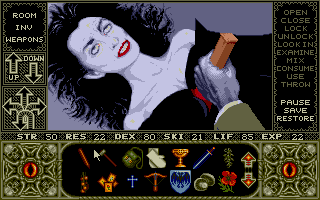 ROOM
INV
WEAPONS
UP DOWN
OPEN
CLOSE
LOCK
UNLOCK
LOOK IN
EXAMINE
MIX
CONSUME
USE
THROW
PAUSE
SAVE
RESTORE
STR 50 RES 22 DEX 80 SKI 21 LIF 85 EXP 22